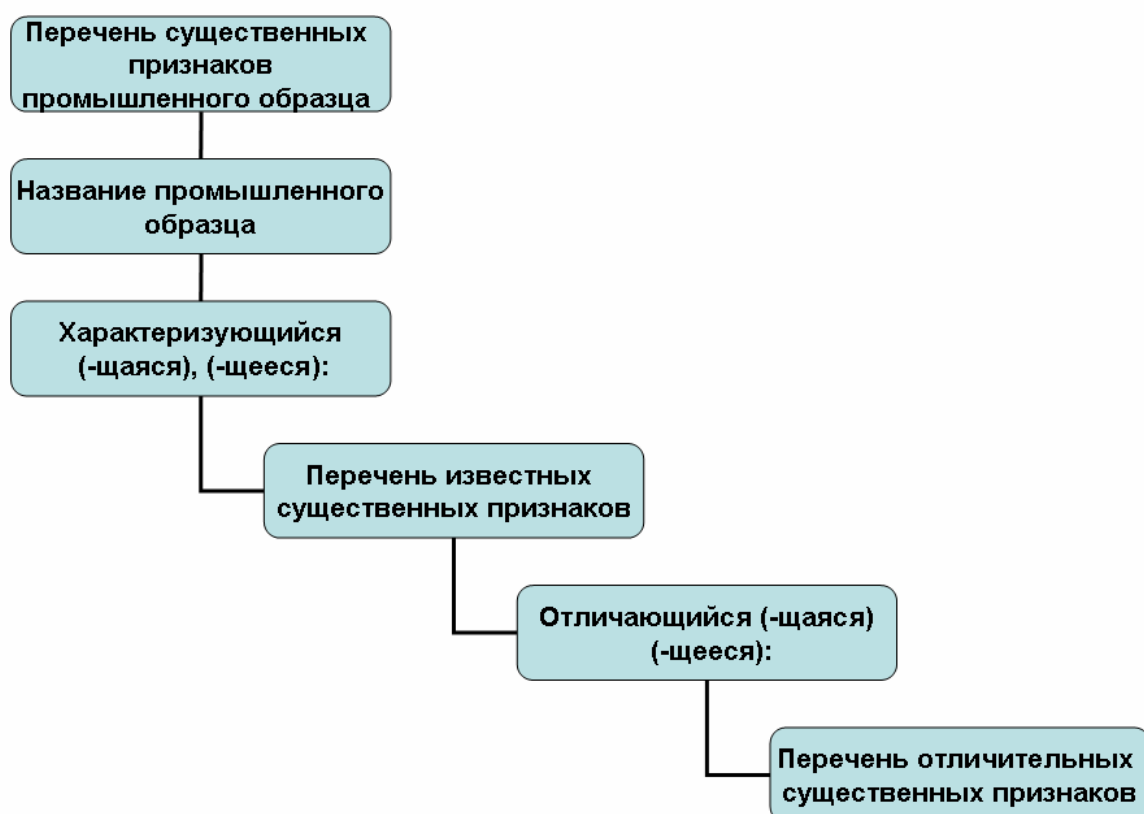 Перечень существенных
признаков
промышленного образца
Название промышленного
образца
Характеризующийся
(-щаяся), (-щееся):
Перечень известных
существенных признаков
Отличающийся (-щаяся)
(-щееся):
Перечень отличительных
существенных признаков